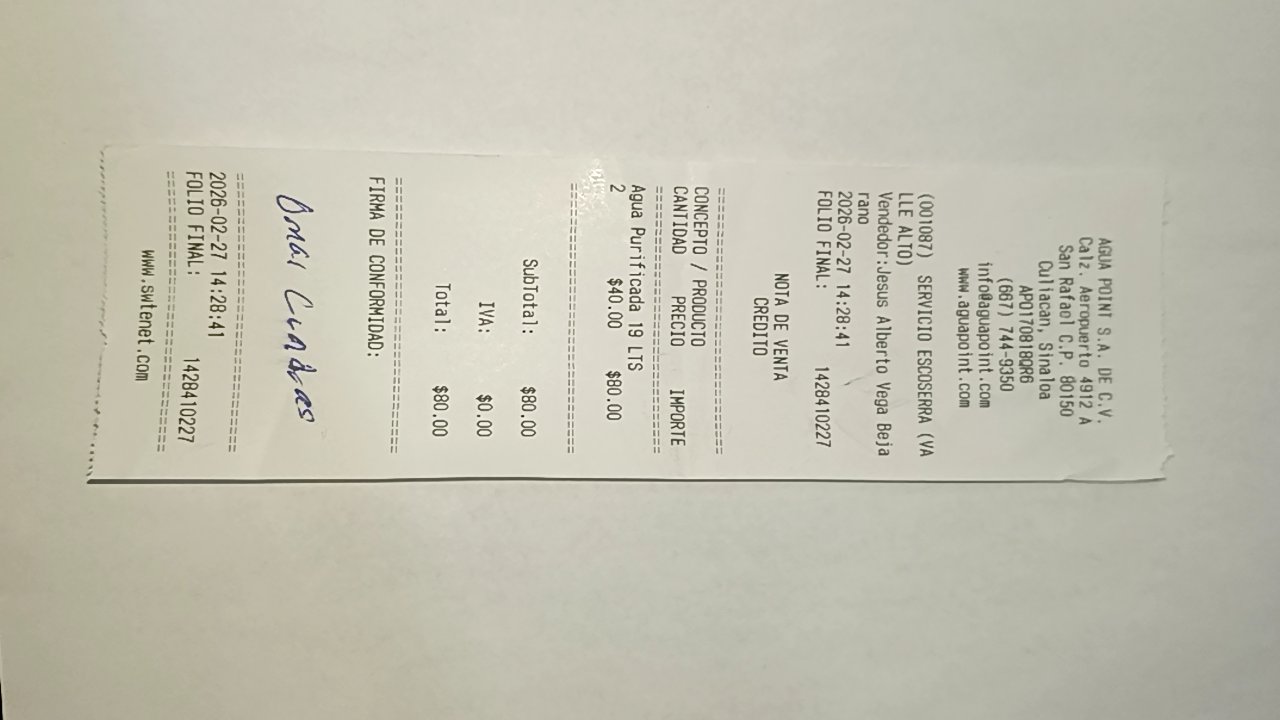 AGUA POINT S.A. DE C.V.
Calz. Aeropuerto 4912 A
San Rafael C.P. 80150
Culiacan, Sinaloa
APO170818QR6
(667) 744-9350
info@aguapoint.com
www.aguapoint.com
(001087) SERVICIO ESCOSERRA (VA
LLE ALTO)
Vendedor:Jesus Alberto Vega Beja
rano
2026-02-27 14:28:41
FOLIO FINAL: 1428410227
NOTA DE VENTA
CREDITO
================================
CONCEPTO / PRODUCTO
CANTIDAD PRECIO IMPORTE
================================
Agua Purificada 19 LTS
2 $40.00 $80.00
================================
SubTotal: $80.00
IVA: $0.00
Total: $80.00
================================
FIRMA DE CONFORMIDAD:
Omar Cuadras
================================
2026-02-27 14:28:41
FOLIO FINAL: 1428410227
================================
www.swtenet.com